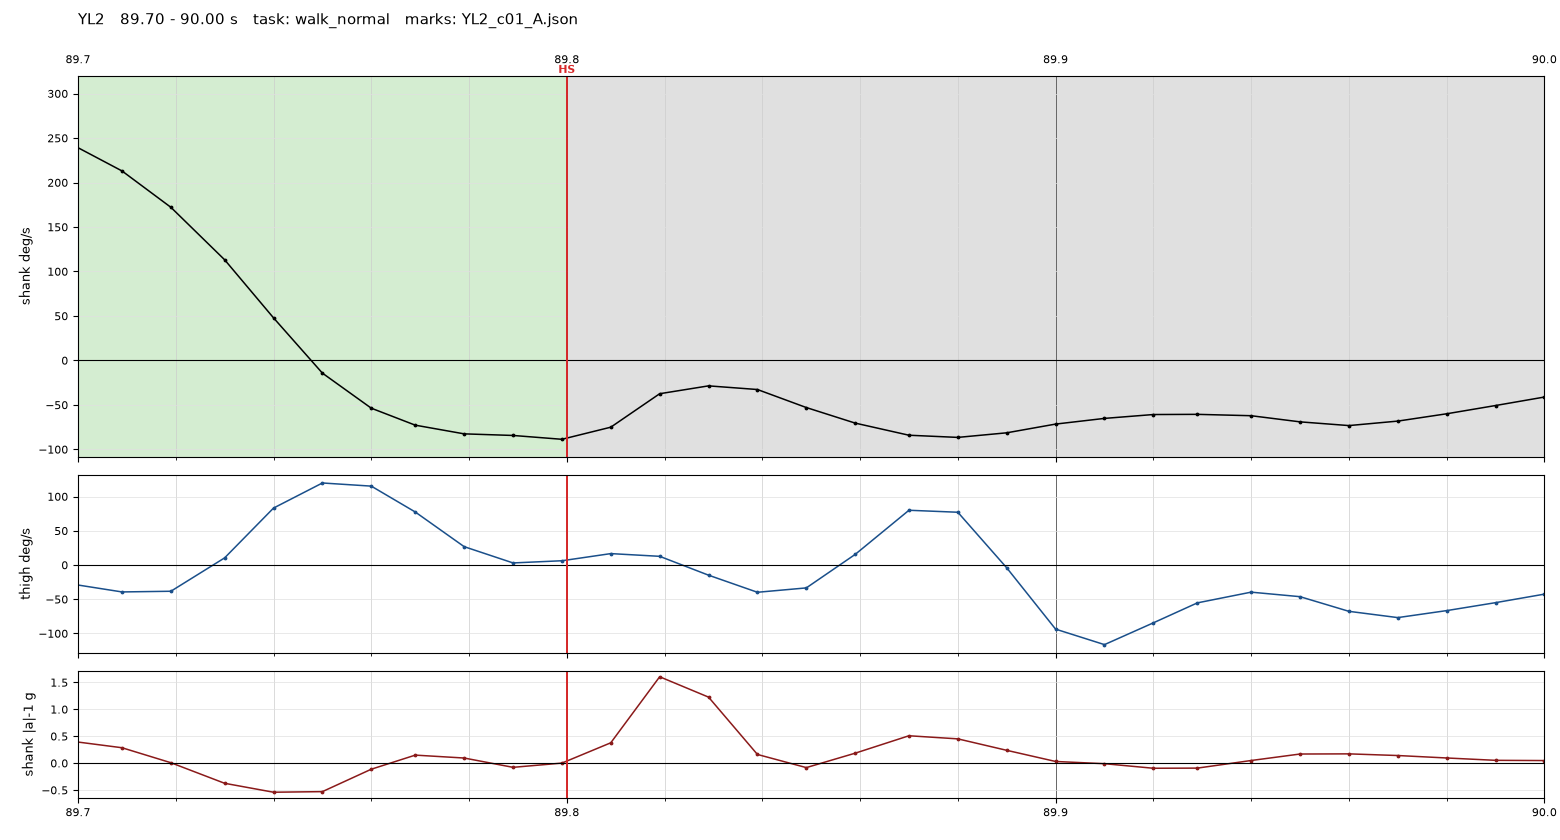 YL2   89.70 - 90.00 s   task: walk_normal   marks: YL2_c01_A.json
89.7 89.8 89.9 90.0
HS
300
250
200
150
100
50
0
−50
−100
shank deg/s
100
50
0
−50
−100
thigh deg/s
1.5
1.0
0.5
0.0
−0.5
shank |a|-1 g
89.7 89.8 89.9 90.0